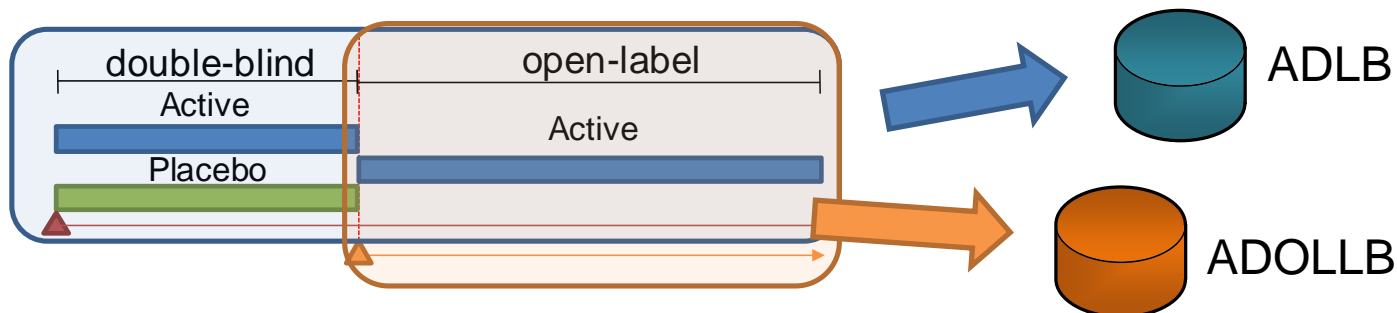 double-blind
open-label
Active
Active
Placebo
ADLB
ADOLLB